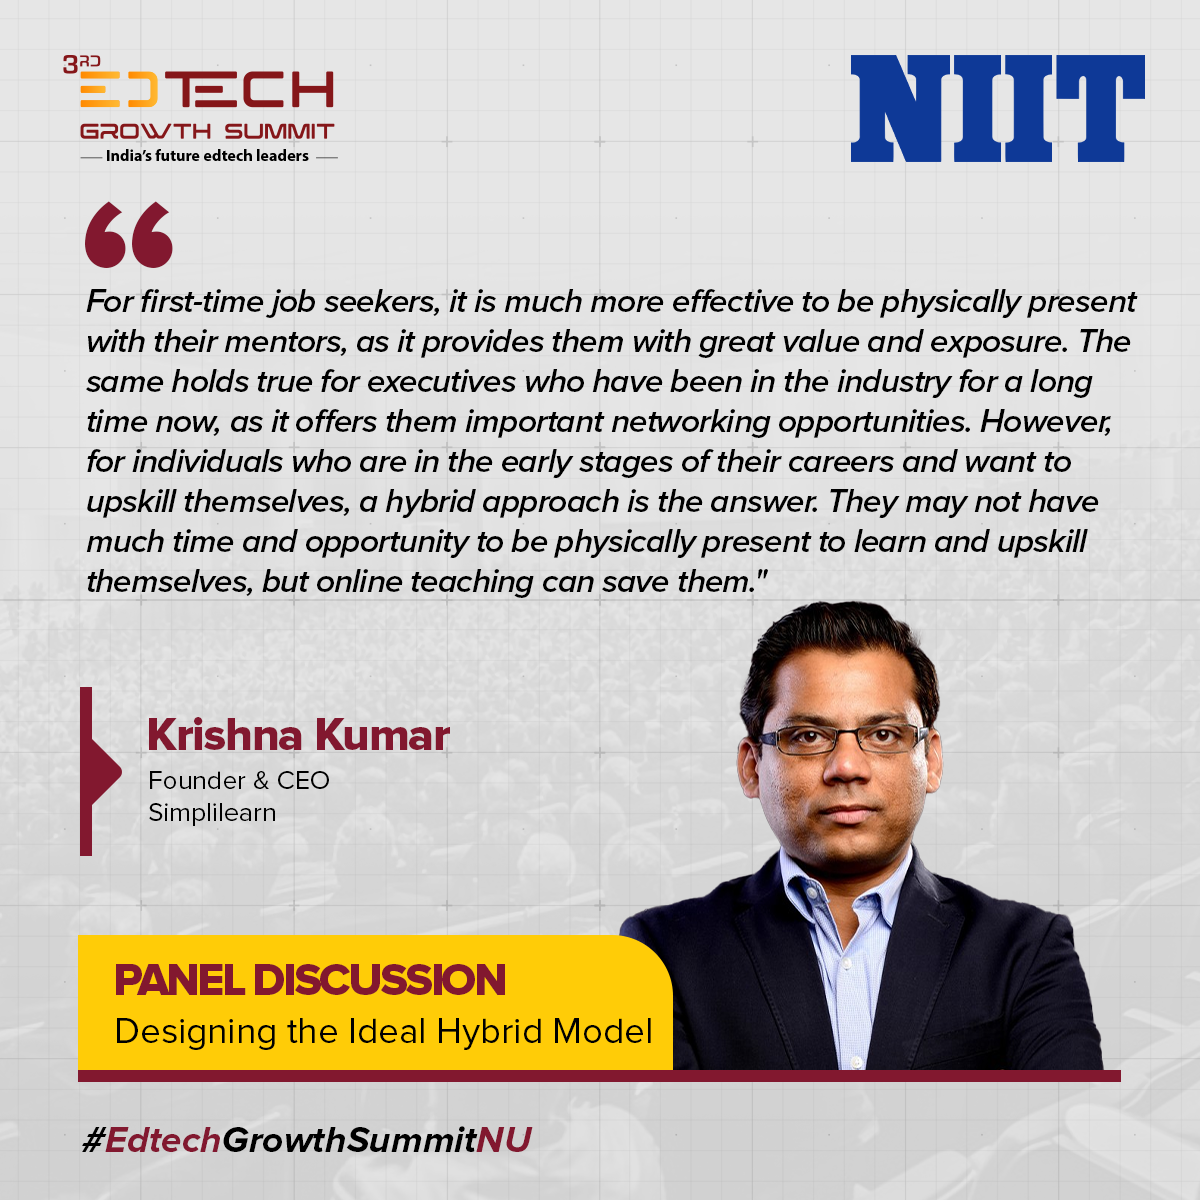 3RD
EDTECH
GROWTH SUMMIT
India's future edtech leaders
NIIT
“
For first-time job seekers, it is much more effective to be physically present
with their mentors, as it provides them with great value and exposure. The
same holds true for executives who have been in the industry for a long
time now, as it offers them important networking opportunities. However,
for individuals who are in the early stages of their careers and want to
upskill themselves, a hybrid approach is the answer. They may not have
much time and opportunity to be physically present to learn and upskill
themselves, but online teaching can save them."
Krishna Kumar
Founder & CEO
Simplilearn
PANEL DISCUSSION
Designing the Ideal Hybrid Model
#EdtechGrowthSummitNU